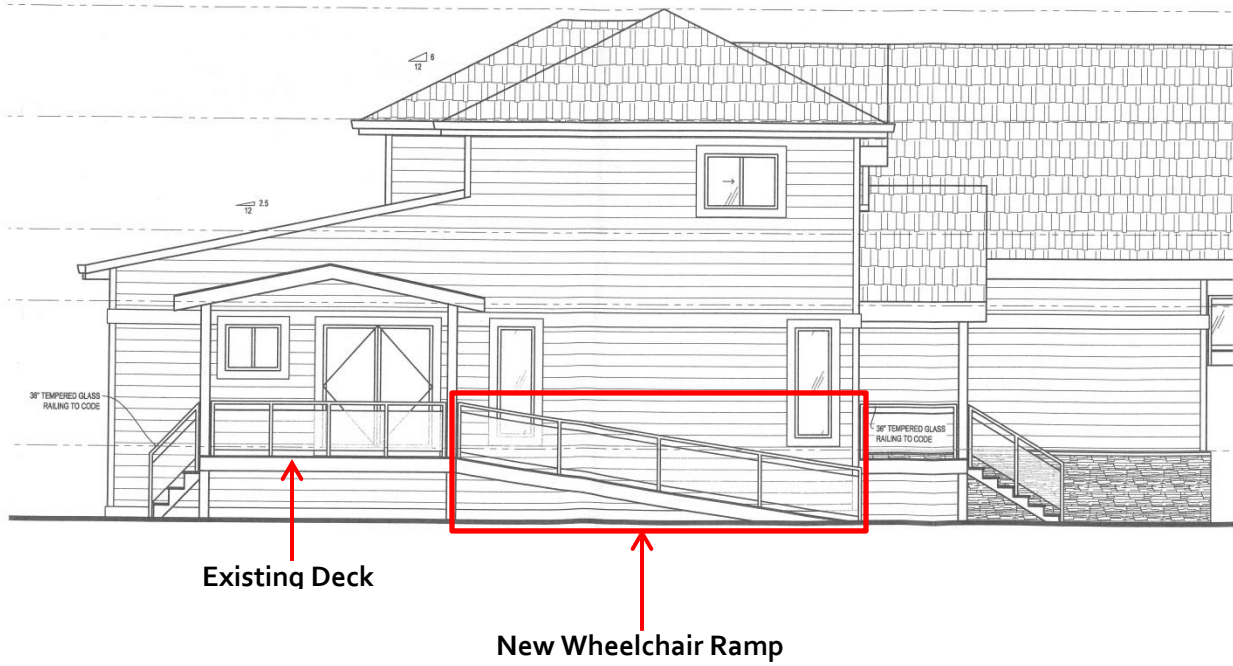 6
12
2.5
12
36" TEMPERED GLASS
RAILING TO CODE
36" TEMPERED GLASS
RAILING TO CODE
Existing Deck
New Wheelchair Ramp